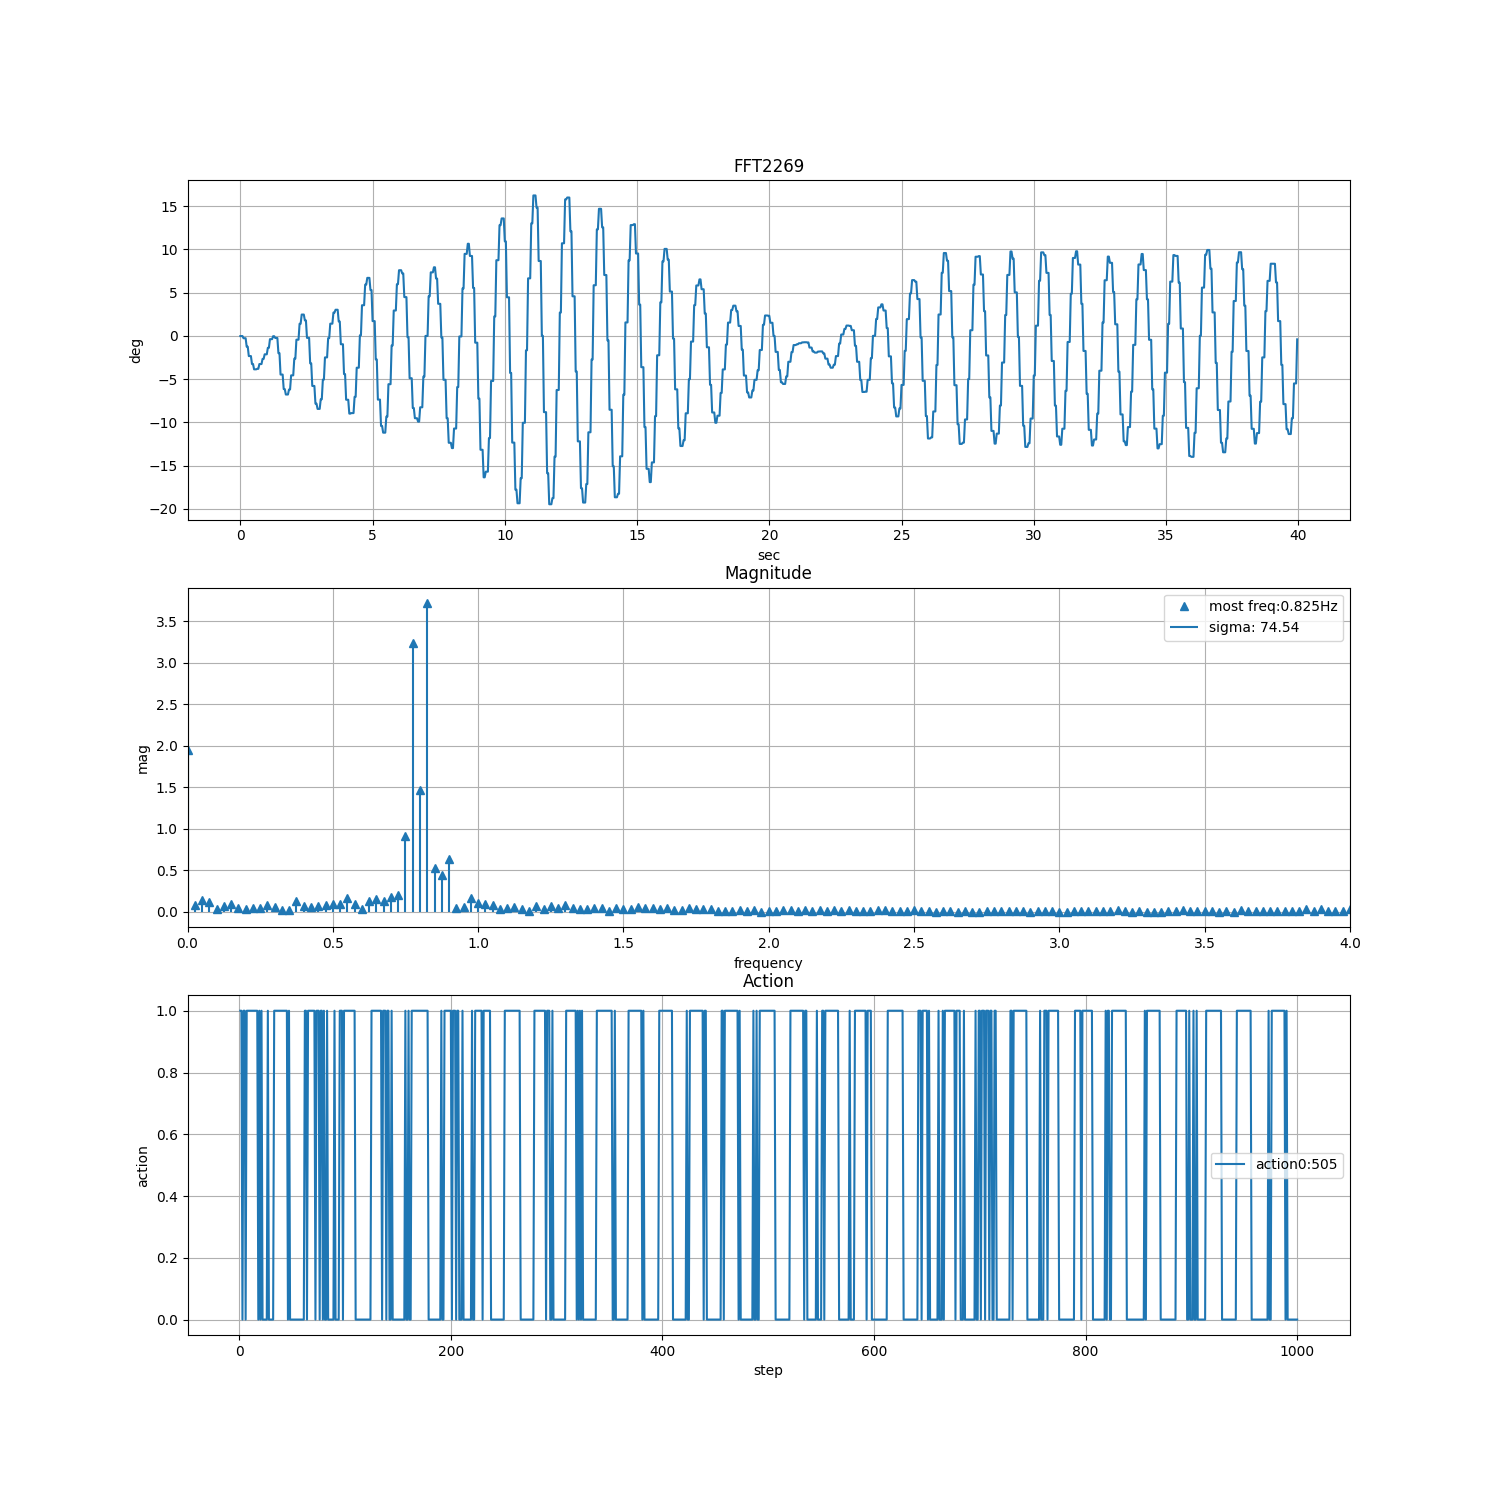 FFT2269
15
10
5
0
−5
−10
−15
−20
deg
0 5 10 15 20 25 30 35 40
sec
Magnitude
most freq:0.825Hz
sigma: 74.54
3.5
3.0
2.5
2.0
1.5
1.0
0.5
0.0
mag
0.0 0.5 1.0 1.5 2.0 2.5 3.0 3.5 4.0
frequency
Action
1.0
0.8
0.6
0.4
0.2
0.0
action
action0:505
0 200 400 600 800 1000
step